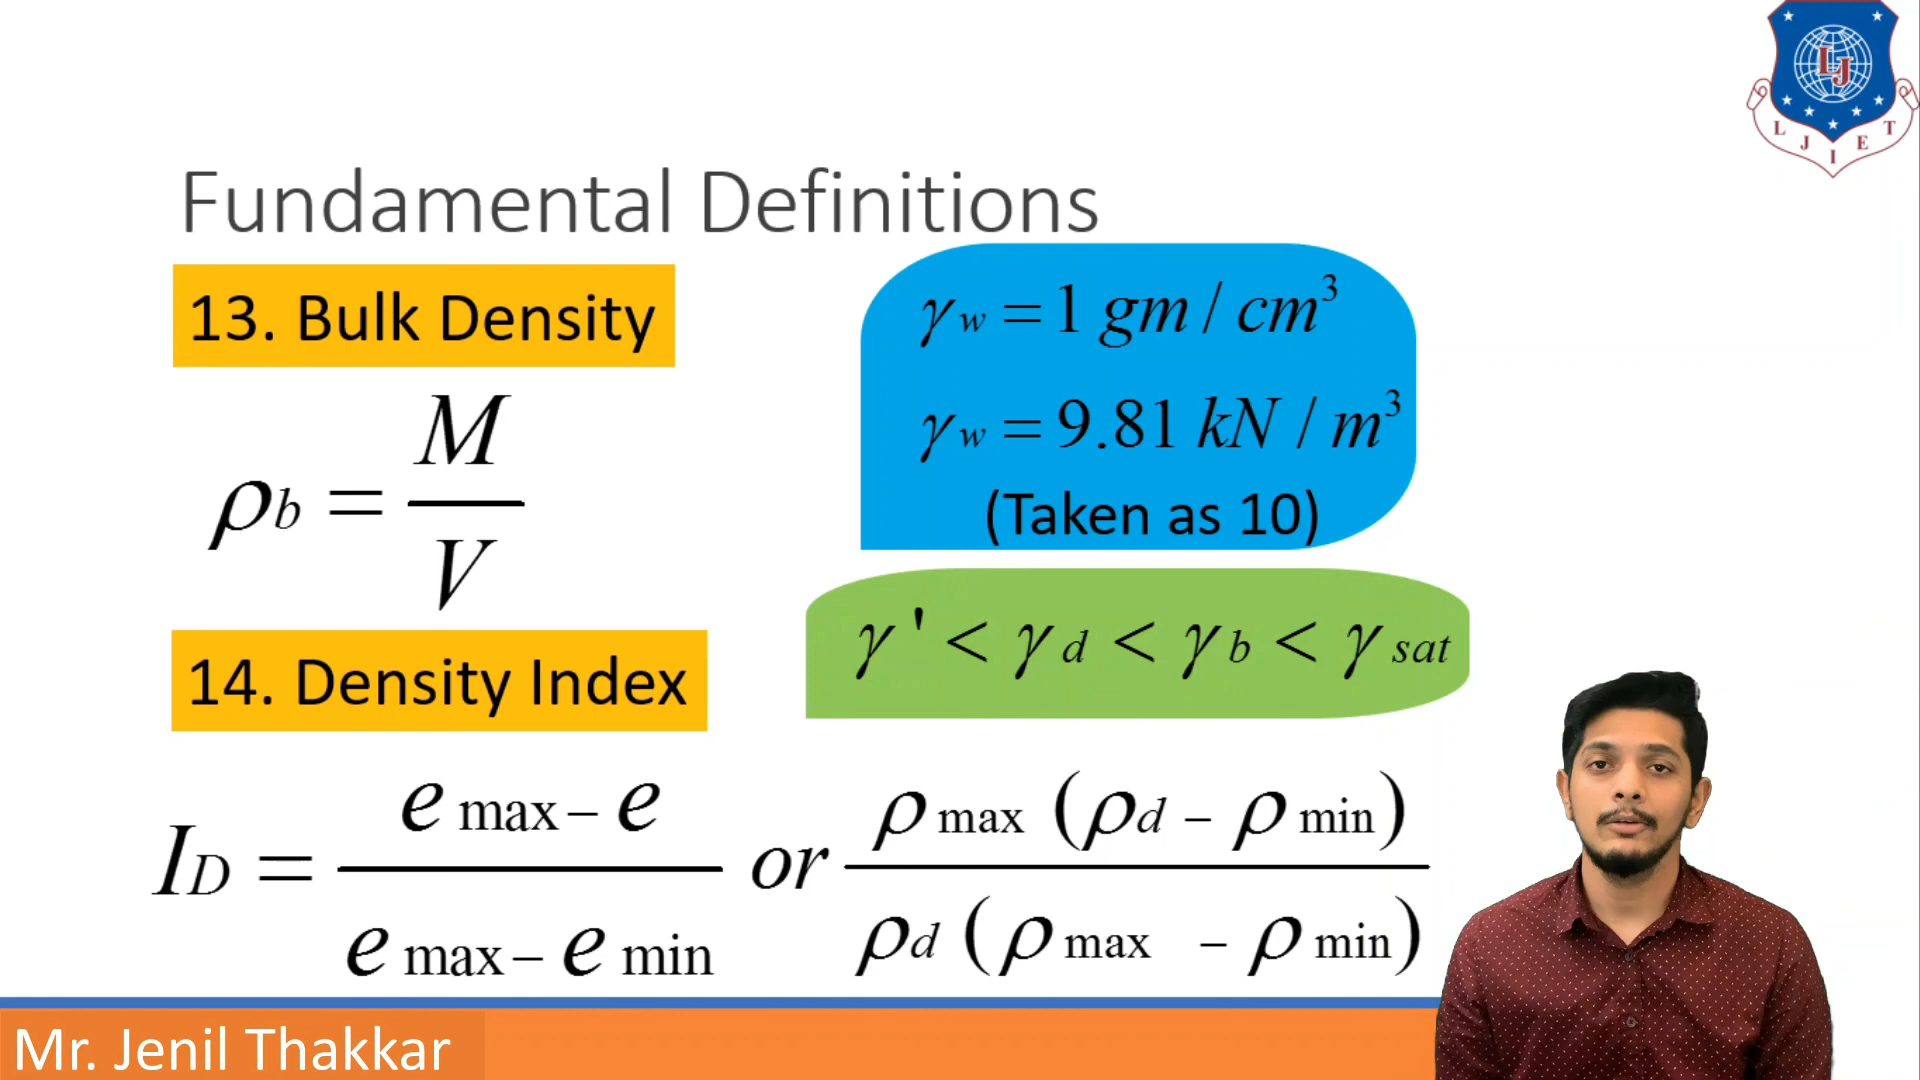 LJ
L J I E T
Fundamental Definitions
13. Bulk Density
ρb = M / V
γw = 1 gm / cm³
γw = 9.81 kN / m³
(Taken as 10)
γ' < γd < γb < γsat
14. Density Index
ID = e max − e / e max − e min or ρ max (ρd − ρ min) / ρd (ρ max − ρ min)
Mr. Jenil Thakkar